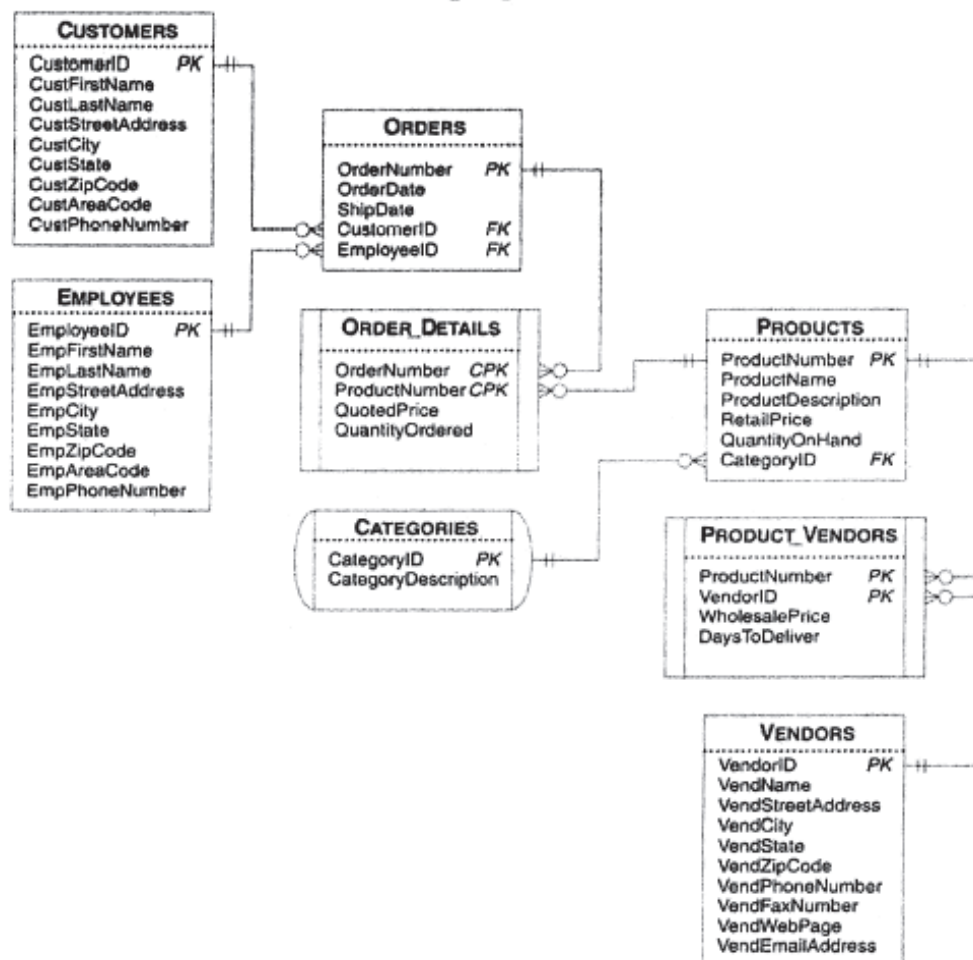 CUSTOMERS
CustomerID PK
CustFirstName
CustLastName
CustStreetAddress
CustCity
CustState
CustZipCode
CustAreaCode
CustPhoneNumber
ORDERS
OrderNumber PK
OrderDate
ShipDate
CustomerID FK
EmployeeID FK
EMPLOYEES
EmployeeID PK
EmpFirstName
EmpLastName
EmpStreetAddress
EmpCity
EmpState
EmpZipCode
EmpAreaCode
EmpPhoneNumber
ORDER_DETAILS
OrderNumber CPK
ProductNumber CPK
QuotedPrice
QuantityOrdered
PRODUCTS
ProductNumber PK
ProductName
ProductDescription
RetailPrice
QuantityOnHand
CategoryID FK
CATEGORIES
CategoryID PK
CategoryDescription
PRODUCT_VENDORS
ProductNumber PK
VendorID PK
WholesalePrice
DaysToDeliver
VENDORS
VendorID PK
VendName
VendStreetAddress
VendCity
VendState
VendZipCode
VendPhoneNumber
VendFaxNumber
VendWebPage
VendEmailAddress